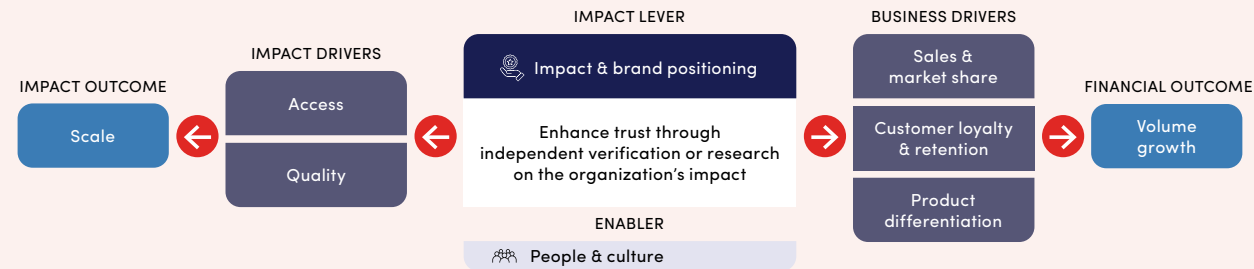 IMPACT OUTCOME
Scale
IMPACT DRIVERS
Access
Quality
IMPACT LEVER
Impact & brand positioning
Enhance trust through
independent verification or research
on the organization's impact
ENABLER
People & culture
BUSINESS DRIVERS
Sales &
market share
Customer loyalty
& retention
Product
differentiation
FINANCIAL OUTCOME
Volume
growth